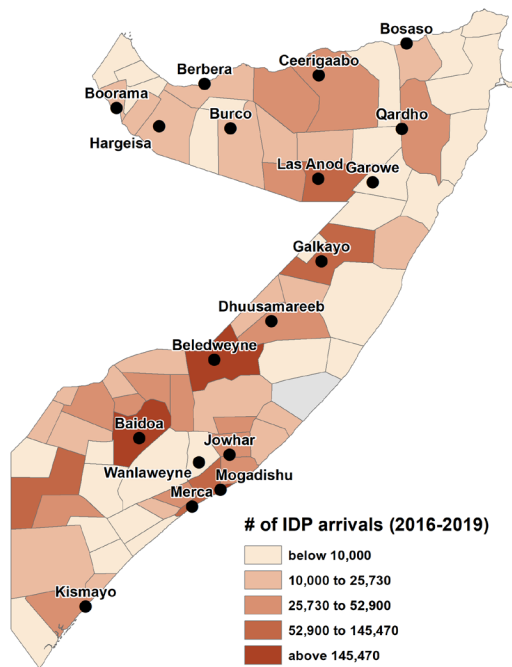 Bosaso
Ceerigaabo
Berbera
Boorama
Burco
Qardho
Hargeisa
Las Anod
Garowe
Galkayo
Dhuusamareeb
Beledweyne
Baidoa
Jowhar
Wanlaweyne
Mogadishu
Merca
# of IDP arrivals (2016-2019)
below 10,000
10,000 to 25,730
25,730 to 52,900
52,900 to 145,470
above 145,470
Kismayo